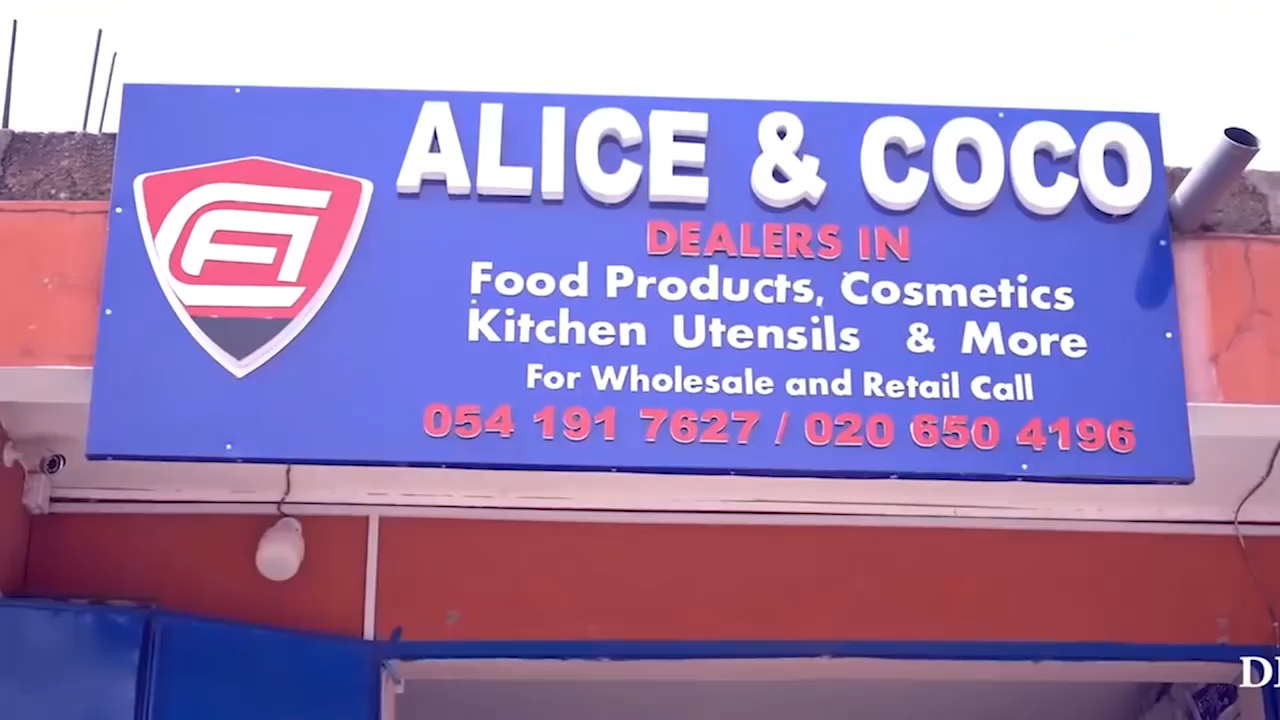 ALICE & COCO
DEALERS IN
Food Products, Cosmetics
Kitchen Utensils & More
For Wholesale and Retail Call
054 191 7627 / 020 650 4196